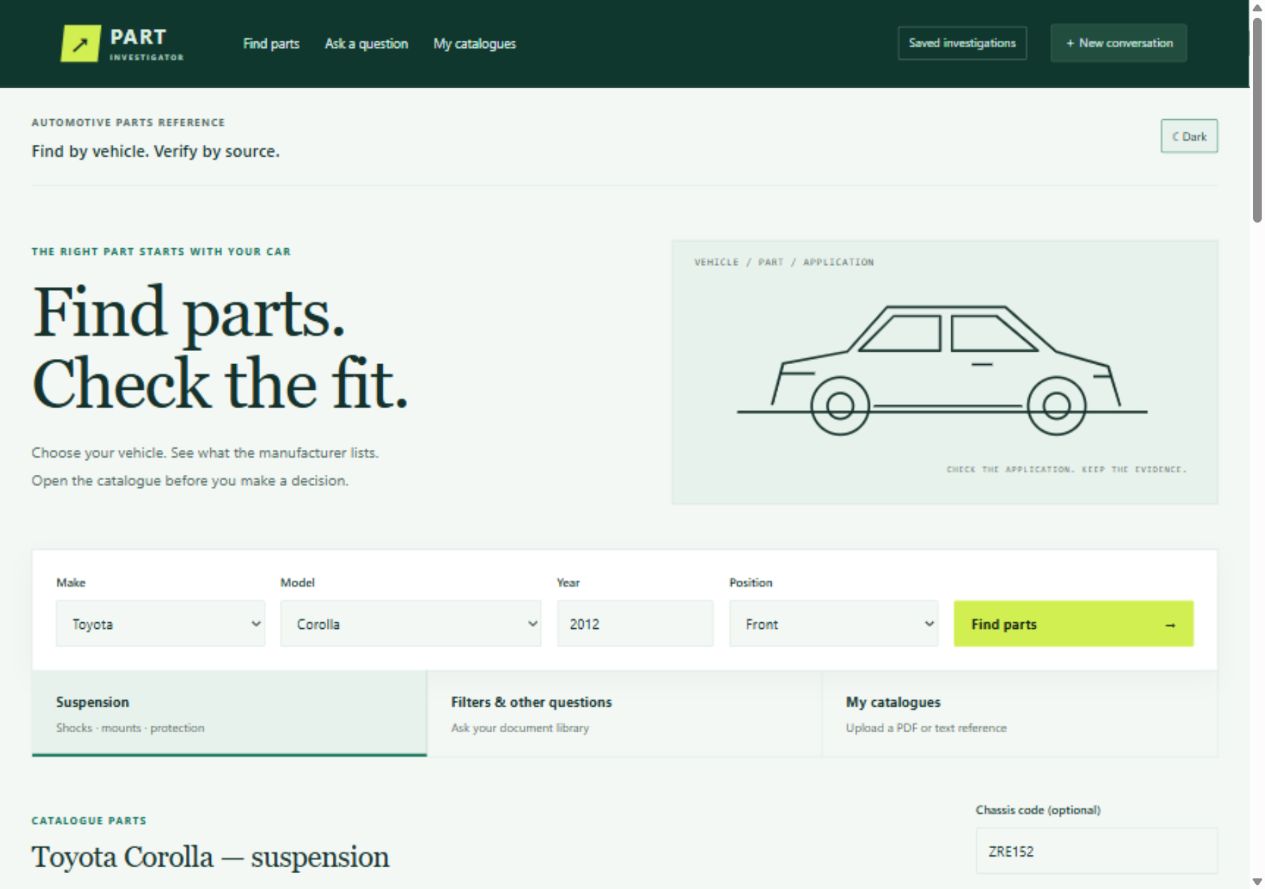 PART
INVESTIGATOR
Find parts
Ask a question
My catalogues
Saved investigations
+ New conversation
AUTOMOTIVE PARTS REFERENCE
Find by vehicle. Verify by source.
☾ Dark
THE RIGHT PART STARTS WITH YOUR CAR
Find parts.
Check the fit.
Choose your vehicle. See what the manufacturer lists.
Open the catalogue before you make a decision.
VEHICLE / PART / APPLICATION
CHECK THE APPLICATION. KEEP THE EVIDENCE.
Make
Model
Year
Position
Toyota
Corolla
2012
Front
Find parts →
Suspension
Shocks · mounts · protection
Filters & other questions
Ask your document library
My catalogues
Upload a PDF or text reference
CATALOGUE PARTS
Toyota Corolla — suspension
Chassis code (optional)
ZRE152